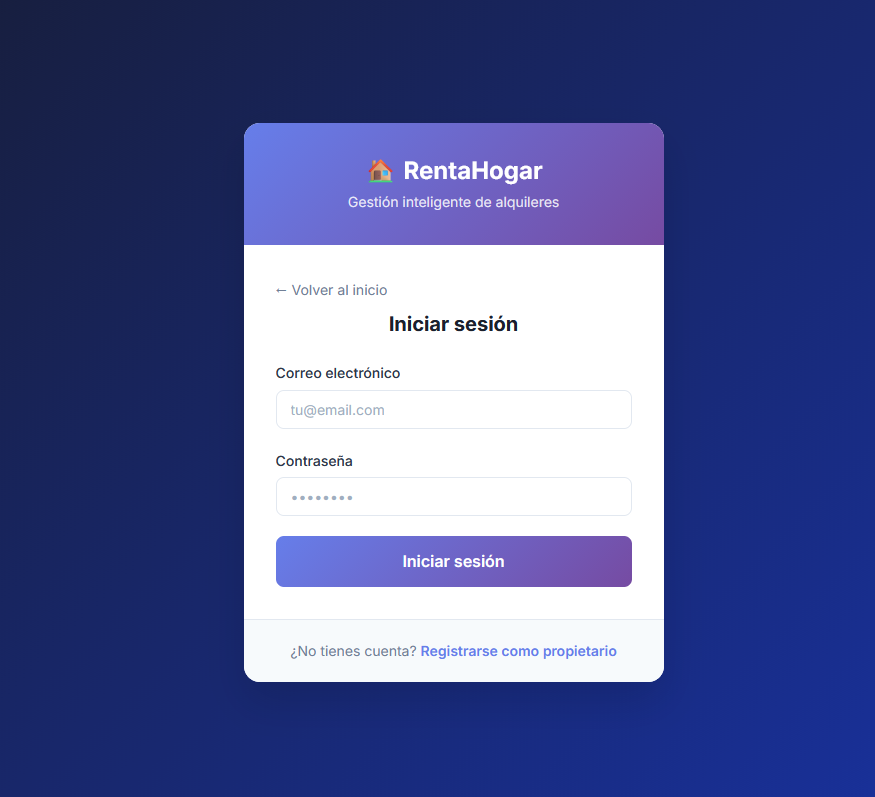 RentaHogar
Gestión inteligente de alquileres
← Volver al inicio
Iniciar sesión
Correo electrónico
tu@email.com
Contraseña
••••••••
Iniciar sesión
¿No tienes cuenta? Registrarse como propietario